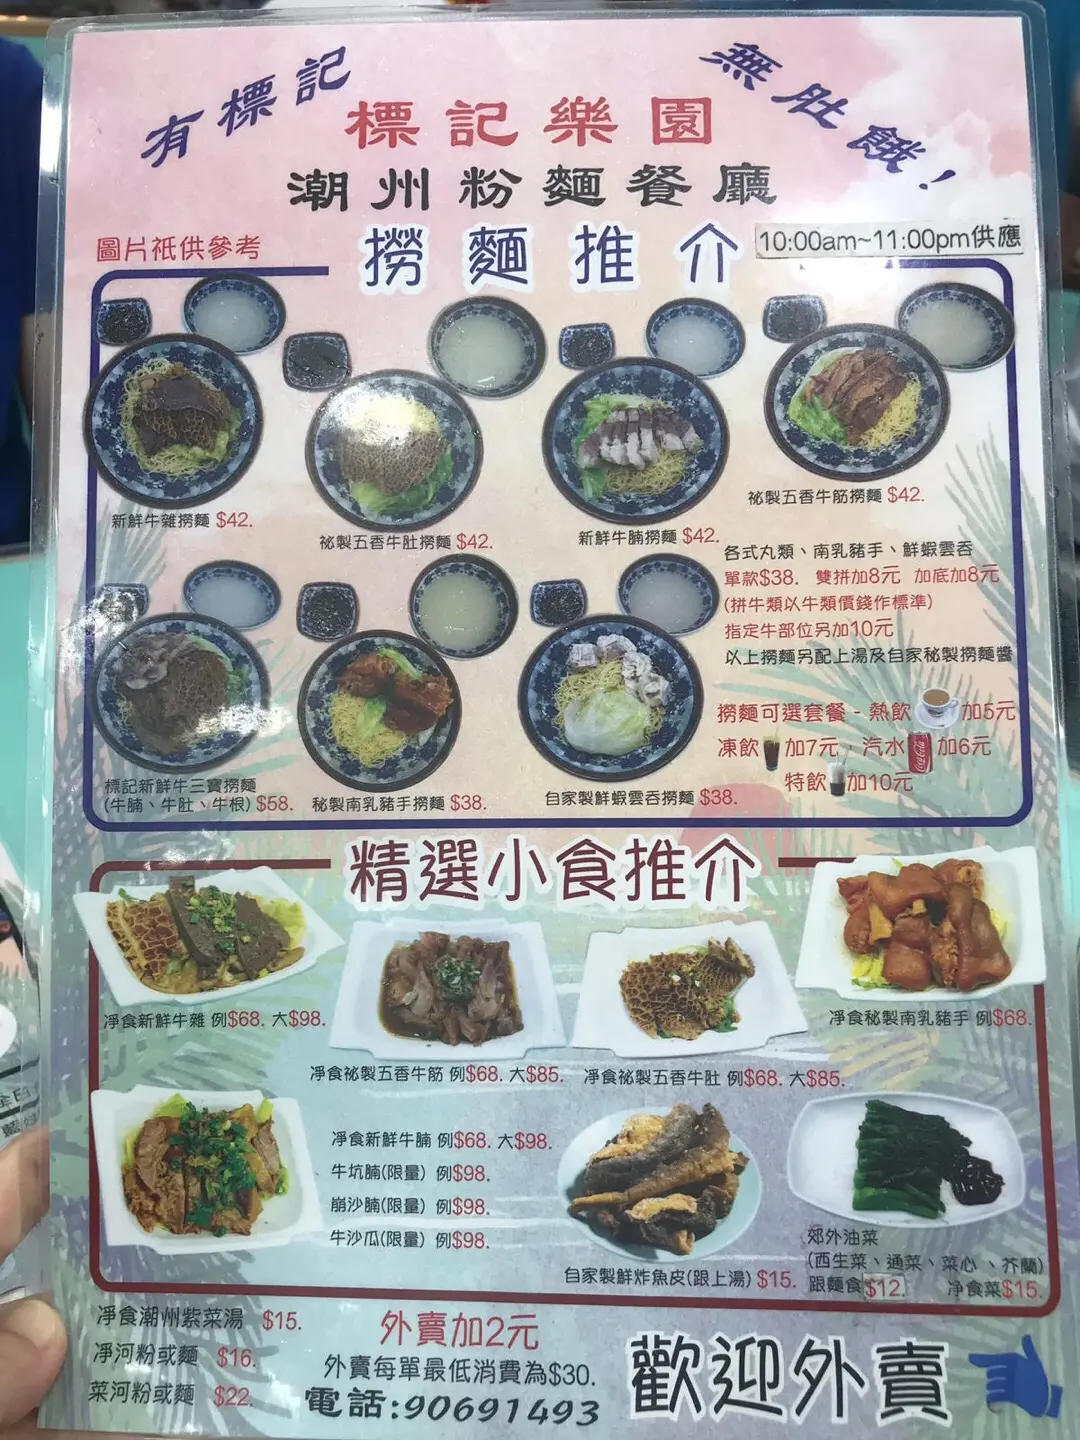 有標記
無肚餓！
標記樂園
潮州粉麵餐廳
圖片祇供參考
撈麵推介
10:00am~11:00pm供應
新鮮牛雜撈麵 $42.
祕製五香牛肚撈麵 $42.
新鮮牛腩撈麵 $42.
祕製五香牛筋撈麵 $42.
各式丸類、南乳豬手、鮮蝦雲吞
單款$38. 雙拼加8元 加底加8元
(拼牛類以牛類價錢作標準)
指定牛部位另加10元
以上撈麵另配上湯及自家秘製撈麵醬
撈麵可選套餐 - 熱飲 加5元
凍飲 加7元，汽水 加6元
特飲 加10元
標記新鮮牛三寶撈麵
(牛腩、牛肚、牛根) $58.
秘製南乳豬手撈麵 $38.
自家製鮮蝦雲吞撈麵 $38.
精選小食推介
凈食新鮮牛雜 例$68. 大$98.
凈食祕製五香牛筋 例$68. 大$85.
凈食祕製五香牛肚 例$68. 大$85.
凈食秘製南乳豬手 例$68.
凈食新鮮牛腩 例$68. 大$98.
牛坑腩(限量) 例$98.
崩沙腩(限量) 例$98.
牛沙瓜(限量) 例$98.
自家製鮮炸魚皮(跟上湯) $15.
郊外油菜
(西生菜、通菜、菜心、芥蘭)
跟麵食$12. 净食菜$15.
凈食潮州紫菜湯 $15.
凈河粉或麵 $16.
菜河粉或麵 $22.
外賣加2元
外賣每單最低消費為$30.
電話:90691493
歡迎外賣